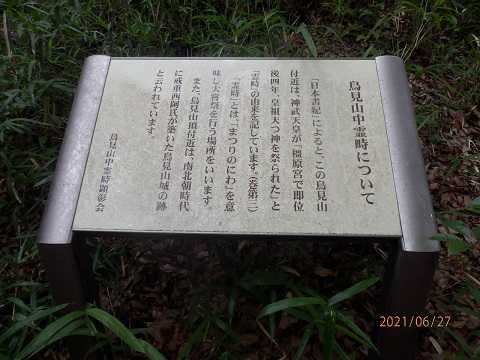 鳥見山中霊畤について
「日本書紀」によると、この鳥見山
付近は、神武天皇が「橿原宮で即位
後四年、皇祖天つ神を祭られた」と
「霊畤」の由来を記しています。(巻第三)
「霊畤」とは、「まつりのにわ」を意
味し大嘗祭を行う場所をいいます。
また、鳥見山頂付近は、南北朝時代
に戒重西阿氏が築いた鳥見山城の跡
と云われています。
鳥見山中霊畤顕彰会
2021/06/27